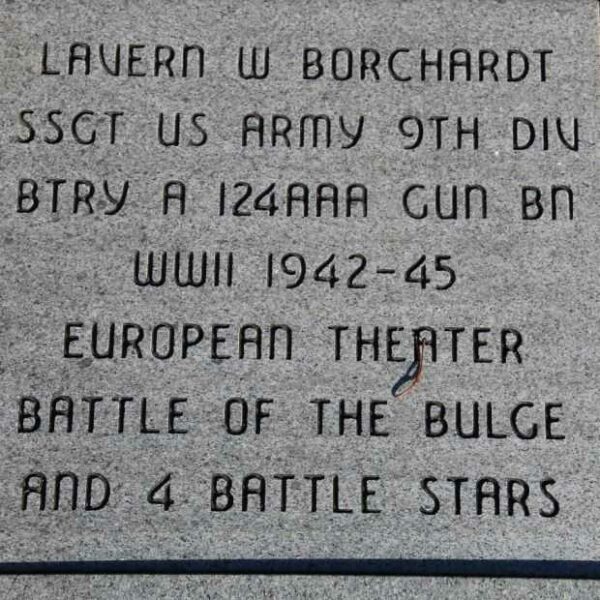 LAVERN W BORCHARDT
SSGT US ARMY 9TH DIV
BTRY A 124AAA GUN BN
WWII 1942-45
EUROPEAN THEATER
BATTLE OF THE BULGE
AND 4 BATTLE STARS